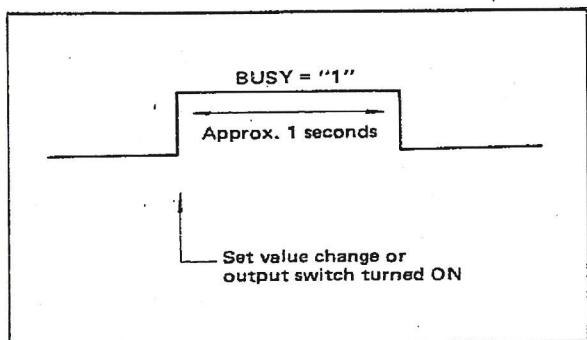 BUSY = "1"
Approx. 1 seconds
Set value change or
output switch turned ON